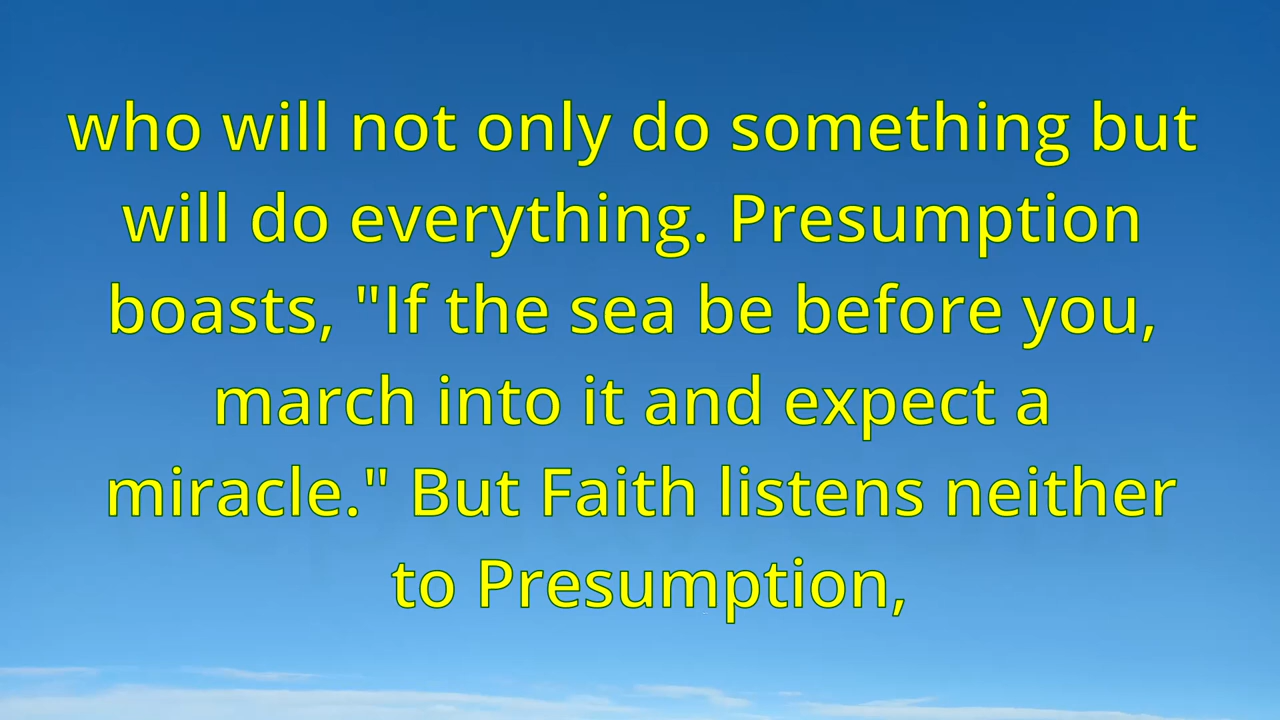 who will not only do something but
will do everything. Presumption
boasts, "If the sea be before you,
march into it and expect a
miracle." But Faith listens neither
to Presumption,